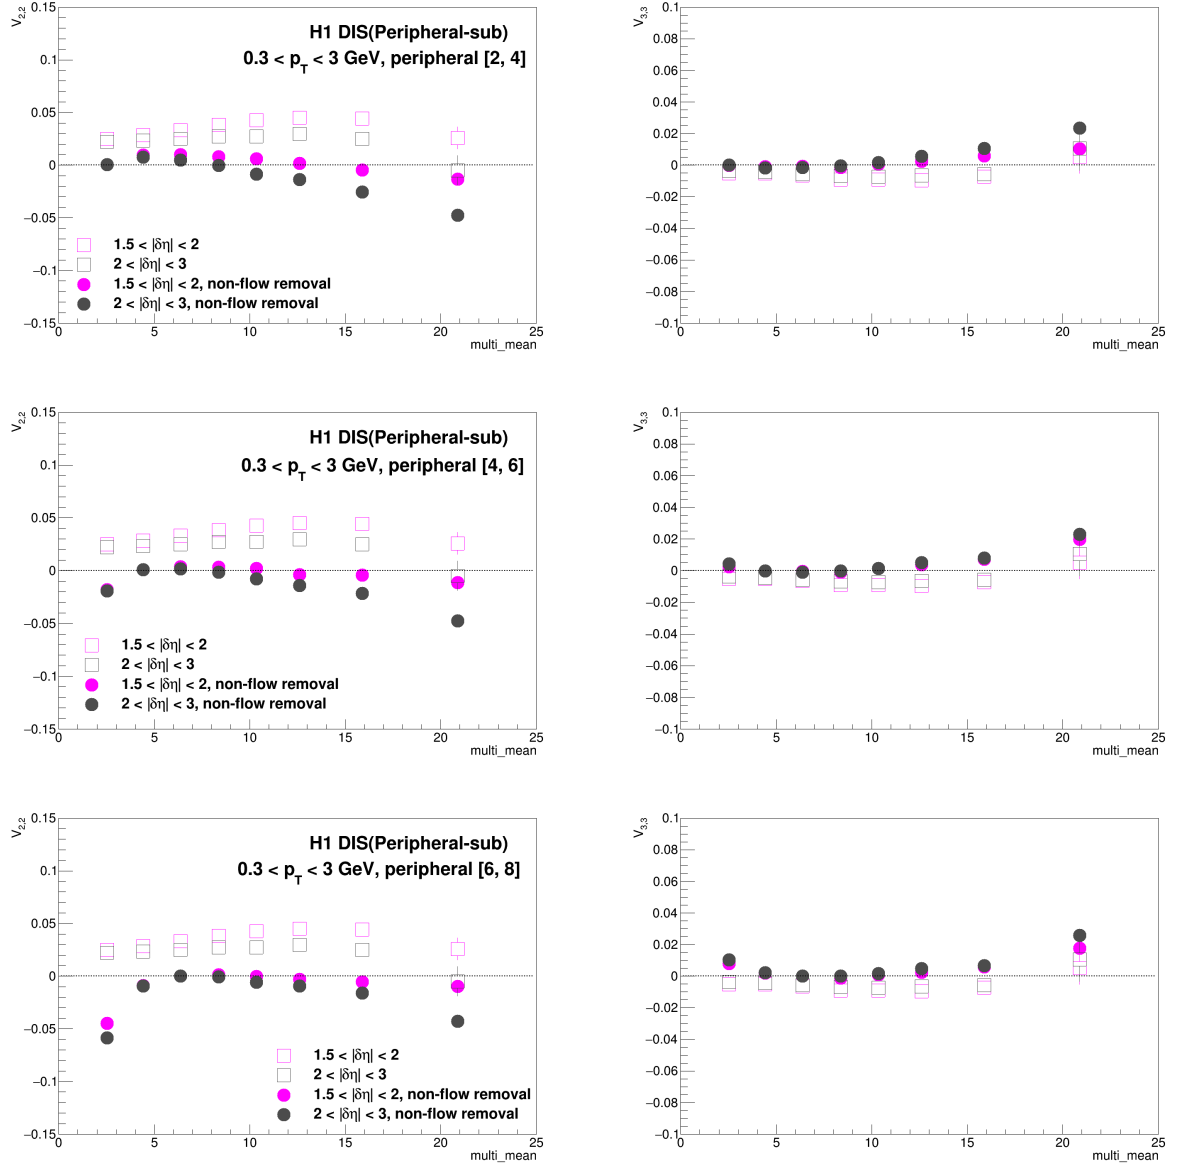 V2,2
0.15
0.1
0.05
0
−0.05
−0.1
−0.15
H1 DIS(Peripheral-sub)
0.3 < pT < 3 GeV, peripheral [2, 4]
1.5 < |δη| < 2
2 < |δη| < 3
1.5 < |δη| < 2, non-flow removal
2 < |δη| < 3, non-flow removal
0 5 10 15 20 25
multi_mean
V3,3
0.1
0.08
0.06
0.04
0.02
0
−0.02
−0.04
−0.06
−0.08
−0.1
0 5 10 15 20 25
multi_mean
V2,2
0.15
0.1
0.05
0
−0.05
−0.1
−0.15
H1 DIS(Peripheral-sub)
0.3 < pT < 3 GeV, peripheral [4, 6]
1.5 < |δη| < 2
2 < |δη| < 3
1.5 < |δη| < 2, non-flow removal
2 < |δη| < 3, non-flow removal
0 5 10 15 20 25
multi_mean
V3,3
0.1
0.08
0.06
0.04
0.02
0
−0.02
−0.04
−0.06
−0.08
−0.1
0 5 10 15 20 25
multi_mean
V2,2
0.15
0.1
0.05
0
−0.05
−0.1
−0.15
H1 DIS(Peripheral-sub)
0.3 < pT < 3 GeV, peripheral [6, 8]
1.5 < |δη| < 2
2 < |δη| < 3
1.5 < |δη| < 2, non-flow removal
2 < |δη| < 3, non-flow removal
0 5 10 15 20 25
multi_mean
V3,3
0.1
0.08
0.06
0.04
0.02
0
−0.02
−0.04
−0.06
−0.08
−0.1
0 5 10 15 20 25
multi_mean